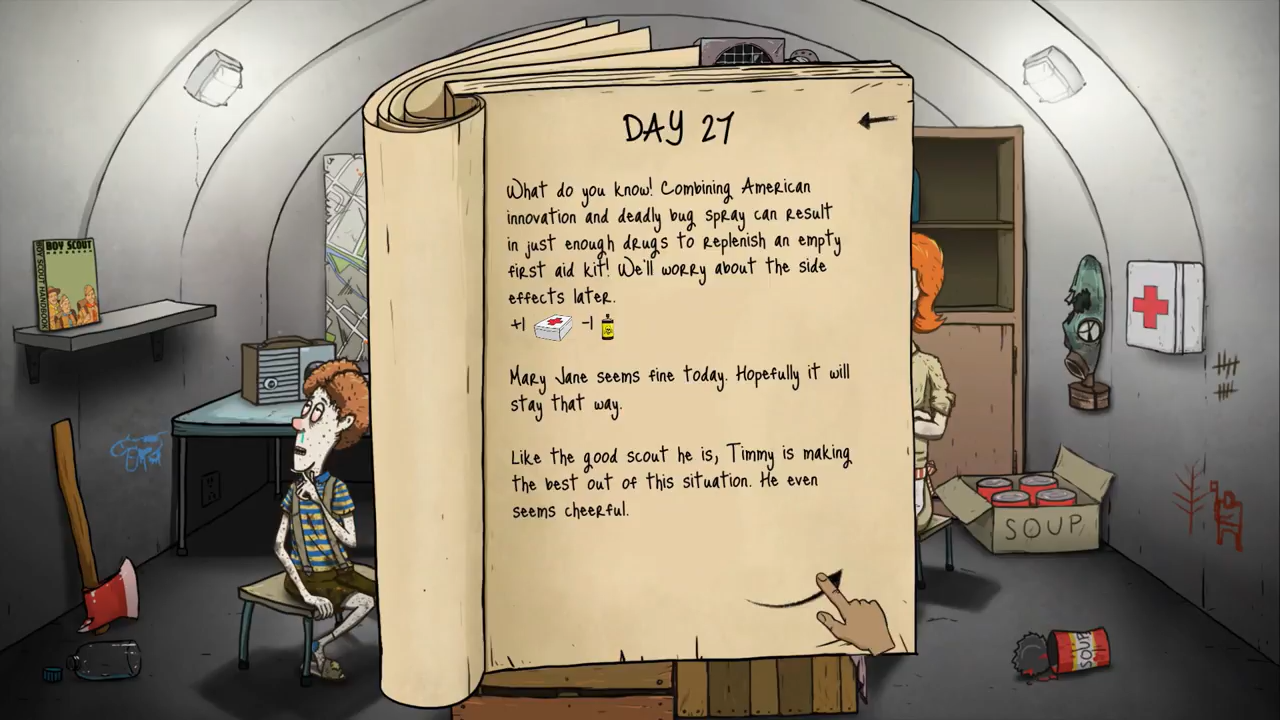 DAY 27
What do you know! Combining American
innovation and deadly bug spray can result
in just enough drugs to replenish an empty
first aid kit! We'll worry about the side
effects later.
+1 -1
Mary Jane seems fine today. Hopefully it will
stay that way.
Like the good scout he is, Timmy is making
the best out of this situation. He even
seems cheerful.
BOY SCOUT
BOY SCOUT HANDBOOK
SOUP
SOUP